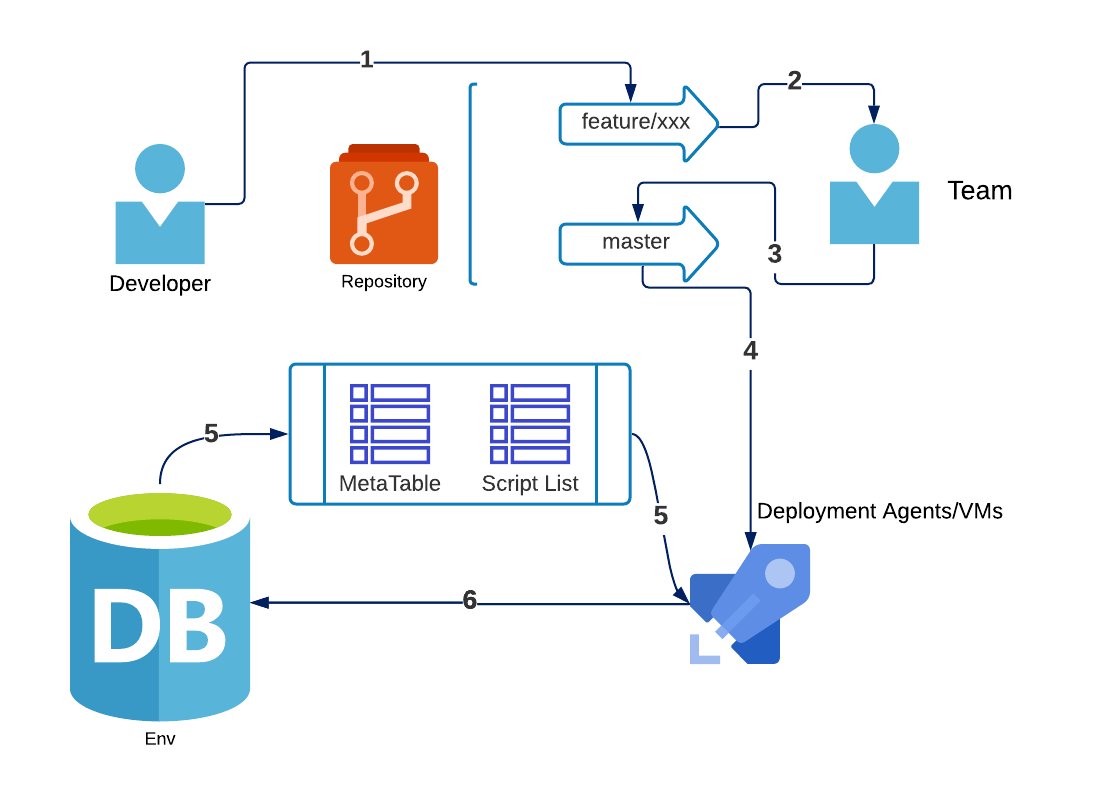 1
feature/xxx
2
Developer
Repository
master
3
Team
4
5
MetaTable
Script List
5
Deployment Agents/VMs
6
DB
Env